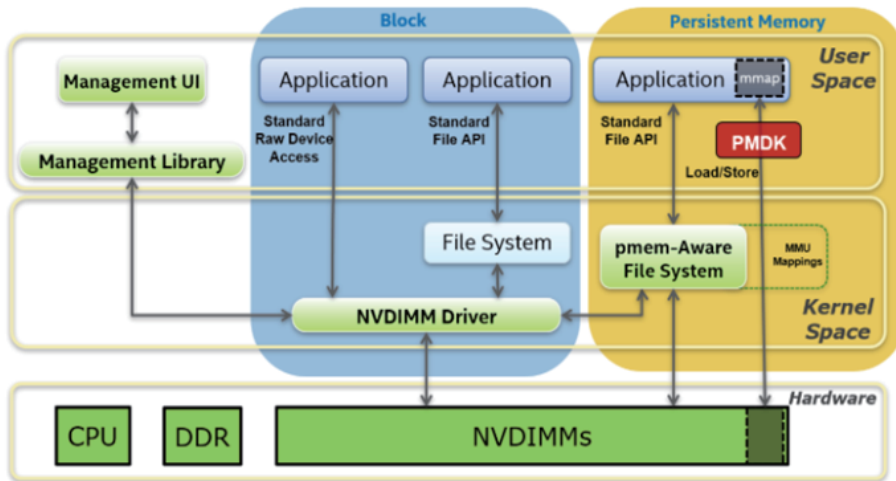 Block
Persistent Memory
User
Space
Management UI
Application
Application
Application
mmap
Standard
Raw Device
Access
Standard
File API
Standard
File API
PMDK
Load/Store
Management Library
File System
pmem-Aware
File System
MMU
Mappings
NVDIMM Driver
Kernel
Space
Hardware
CPU
DDR
NVDIMMs